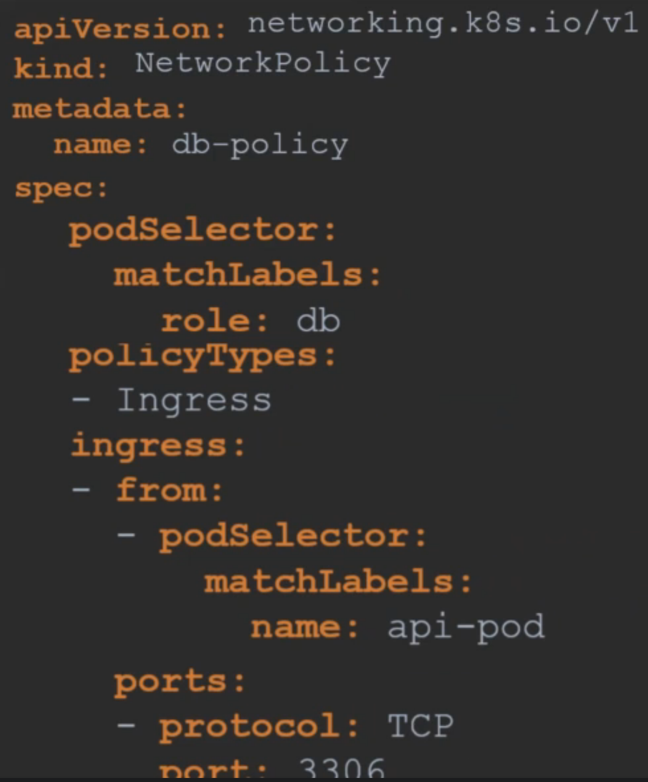 apiVersion: networking.k8s.io/v1
kind: NetworkPolicy
metadata:
  name: db-policy
spec:
  podSelector:
    matchLabels:
      role: db
  policyTypes:
  - Ingress
  ingress:
  - from:
    - podSelector:
        matchLabels:
          name: api-pod
    ports:
    - protocol: TCP
      port: 3306